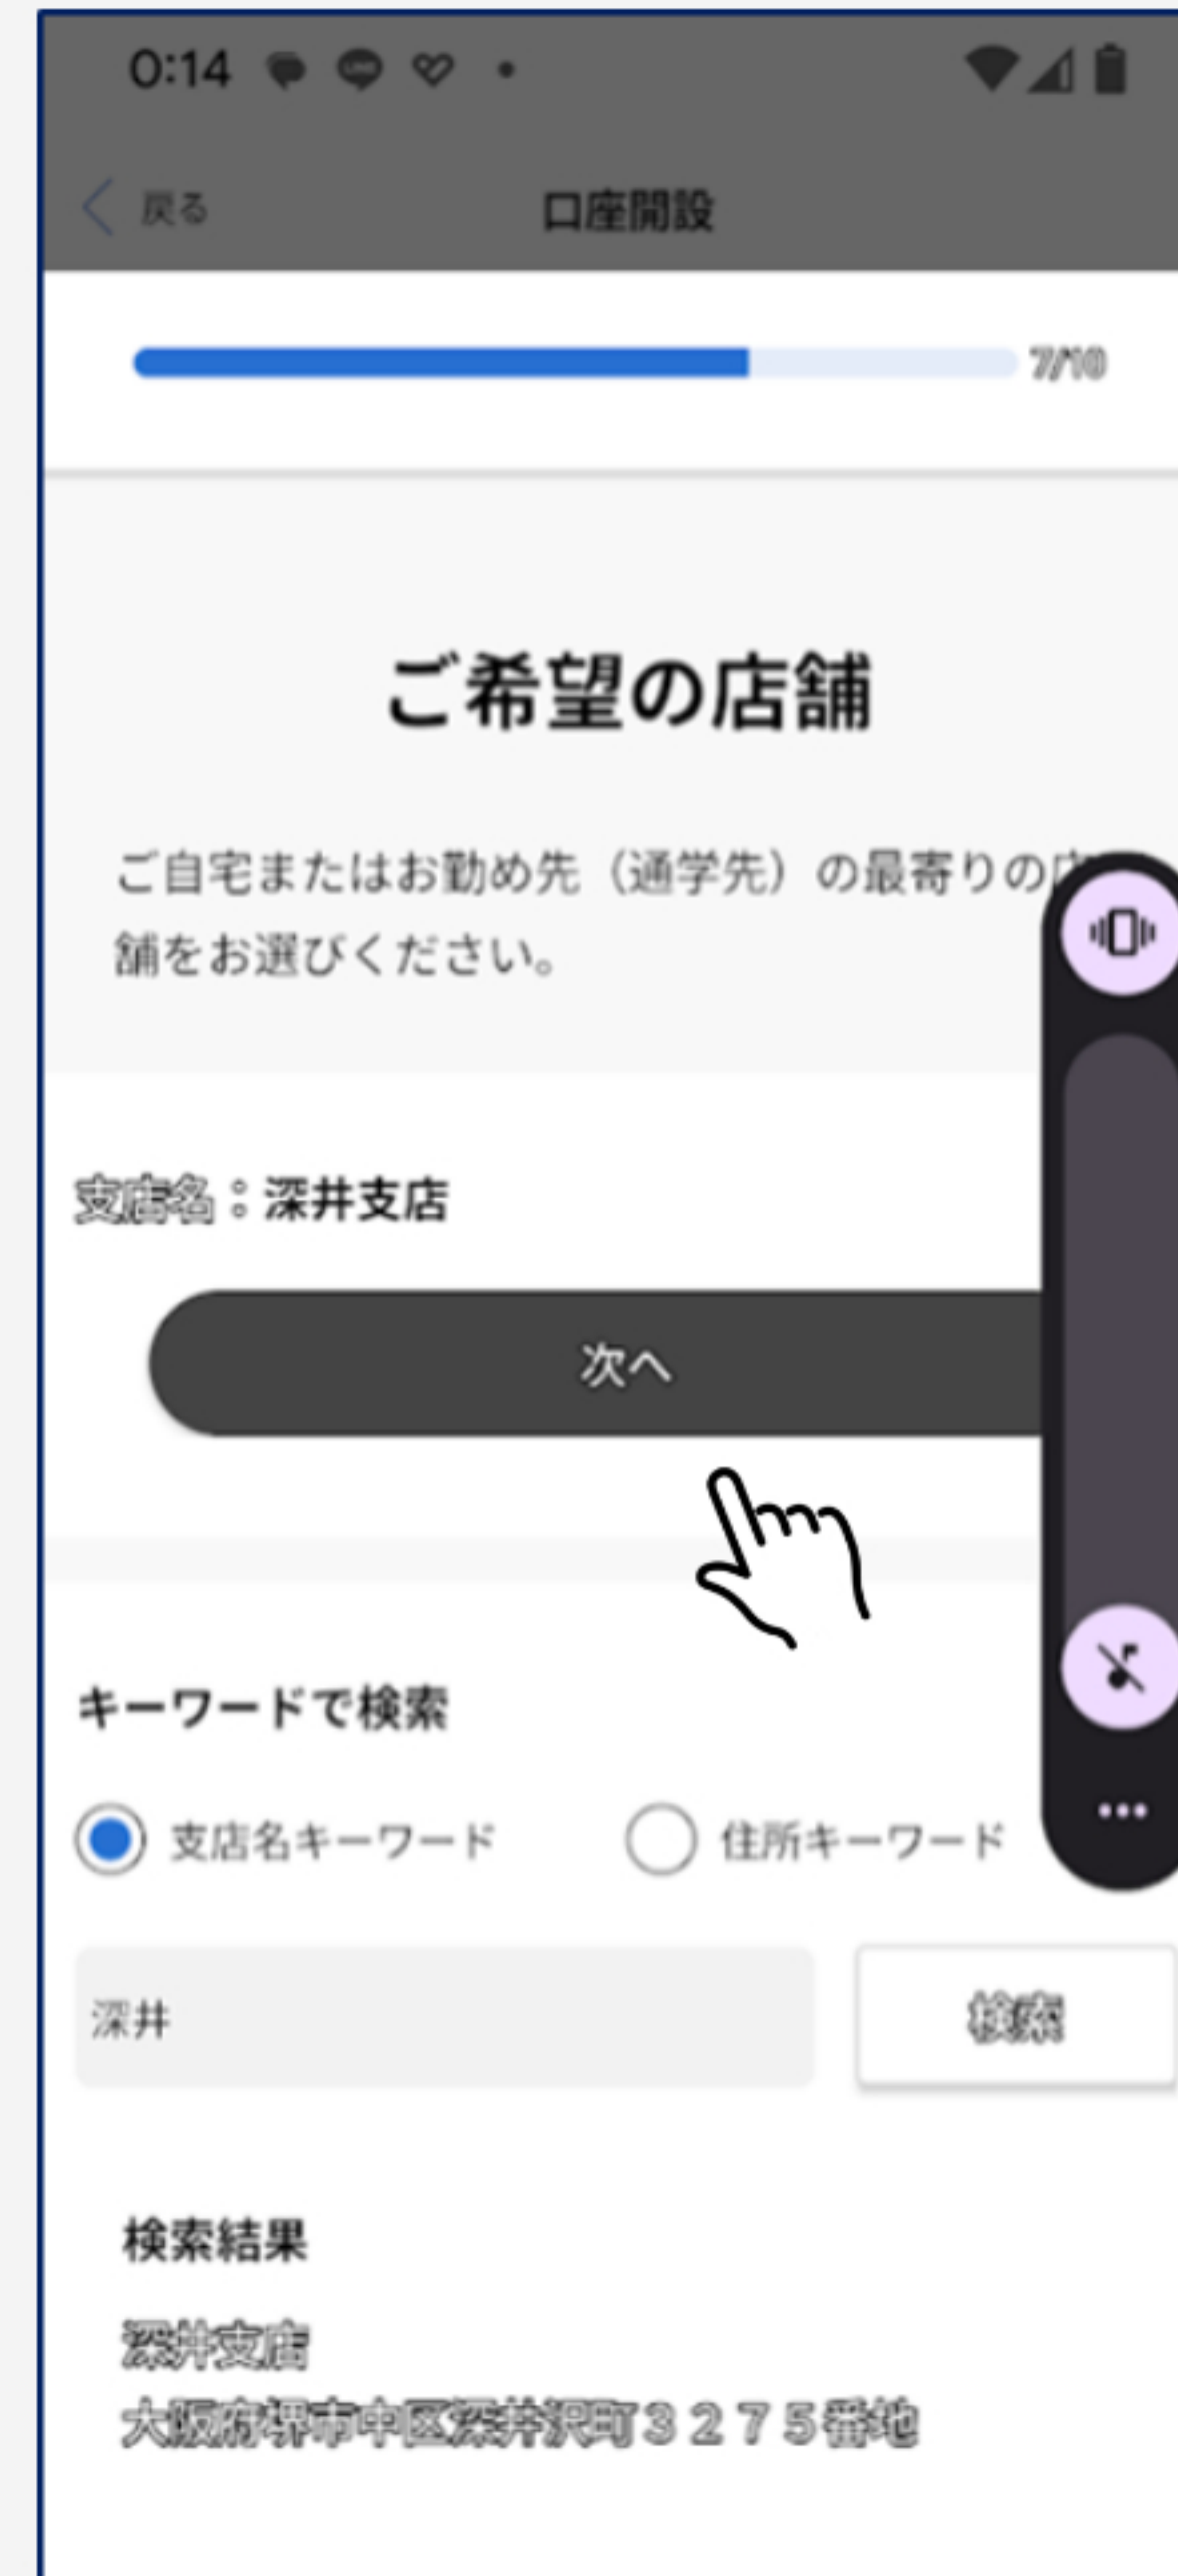 0:14
戻る
口座開設
7/10
ご希望の店舗
ご自宅またはお勤め先（通学先）の最寄りの店
舗をお選びください。
支店名：深井支店
次へ
キーワードで検索
支店名キーワード
住所キーワード
深井
検索
検索結果
深井支店
大阪府堺市中区深井沢町３２７５番地